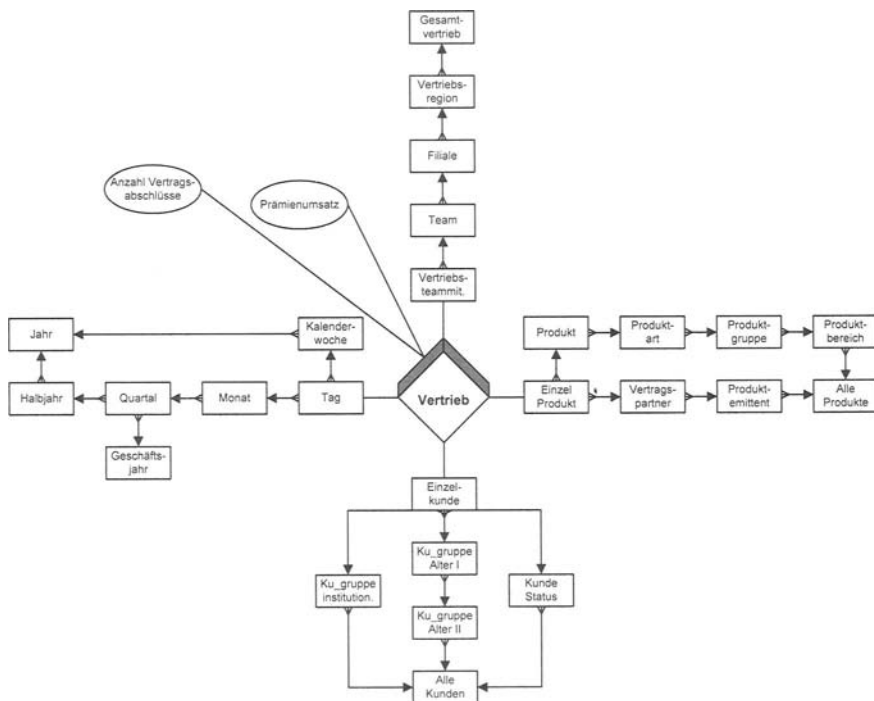 Gesamt-
vertrieb
Vertriebs-
region
Filiale
Anzahl Vertrags-
abschlüsse
Prämienumsatz
Team
Vertriebs-
teammit.
Jahr
Kalender-
woche
Produkt
Produkt-
art
Produkt-
gruppe
Produkt-
bereich
Halbjahr
Quartal
Monat
Tag
Vertrieb
Einzel
Produkt
Vertrags-
partner
Produkt-
emittent
Alle
Produkte
Geschäfts-
jahr
Einzel-
kunde
Ku_gruppe
Alter I
Ku_gruppe
institution.
Kunde
Status
Ku_gruppe
Alter II
Alle
Kunden